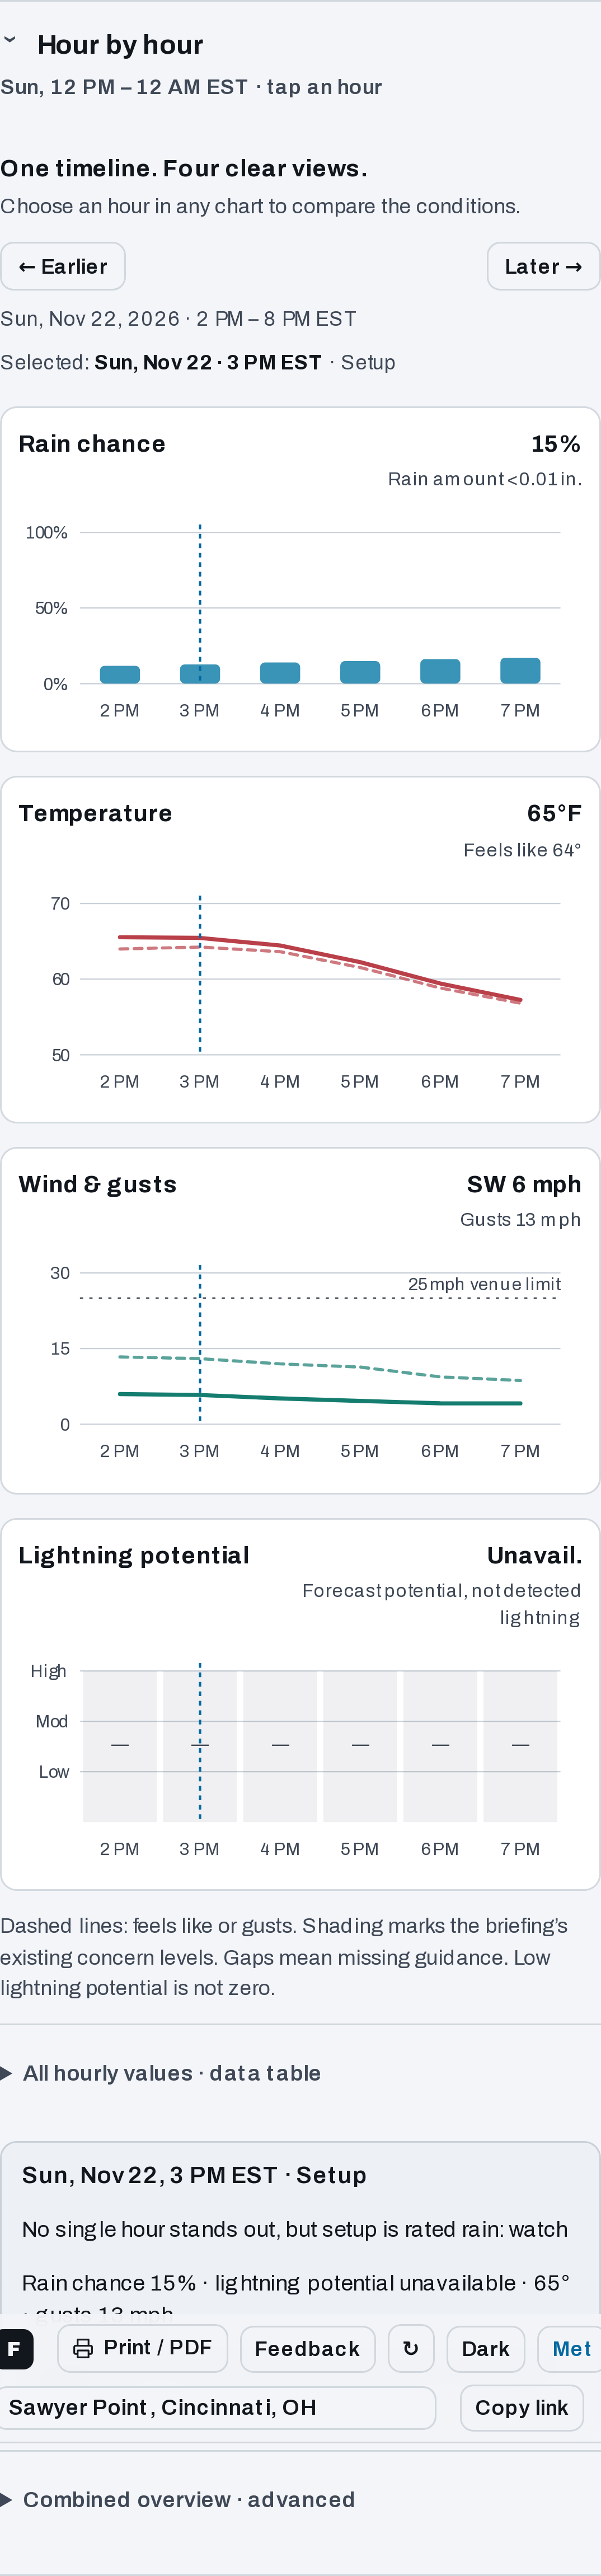 Hour by hour
Sun, 12 PM – 12 AM EST · tap an hour
One timeline. Four clear views.
Choose an hour in any chart to compare the conditions.
← Earlier
Later →
Sun, Nov 22, 2026 · 2 PM – 8 PM EST
Selected: Sun, Nov 22 · 3 PM EST · Setup
Rain chance
15%
Rain amount <0.01 in.
100%
50%
0%
2 PM 3 PM 4 PM 5 PM 6 PM 7 PM
Temperature
65°F
Feels like 64°
70
60
50
2 PM 3 PM 4 PM 5 PM 6 PM 7 PM
Wind & gusts
SW 6 mph
Gusts 13 mph
30
25 mph venue limit
15
0
2 PM 3 PM 4 PM 5 PM 6 PM 7 PM
Lightning potential
Unavail.
Forecast potential, not detected
lightning
High
Mod
— — — — — —
Low
2 PM 3 PM 4 PM 5 PM 6 PM 7 PM
Dashed lines: feels like or gusts. Shading marks the briefing’s
existing concern levels. Gaps mean missing guidance. Low
lightning potential is not zero.
▶ All hourly values · data table
Sun, Nov 22, 3 PM EST · Setup
No single hour stands out, but setup is rated rain: watch
Rain chance 15% · lightning potential unavailable · 65°
· gusts 13 mph
F
Print / PDF
Feedback
↻
Dark
Met
Sawyer Point, Cincinnati, OH
Copy link
▶ Combined overview · advanced